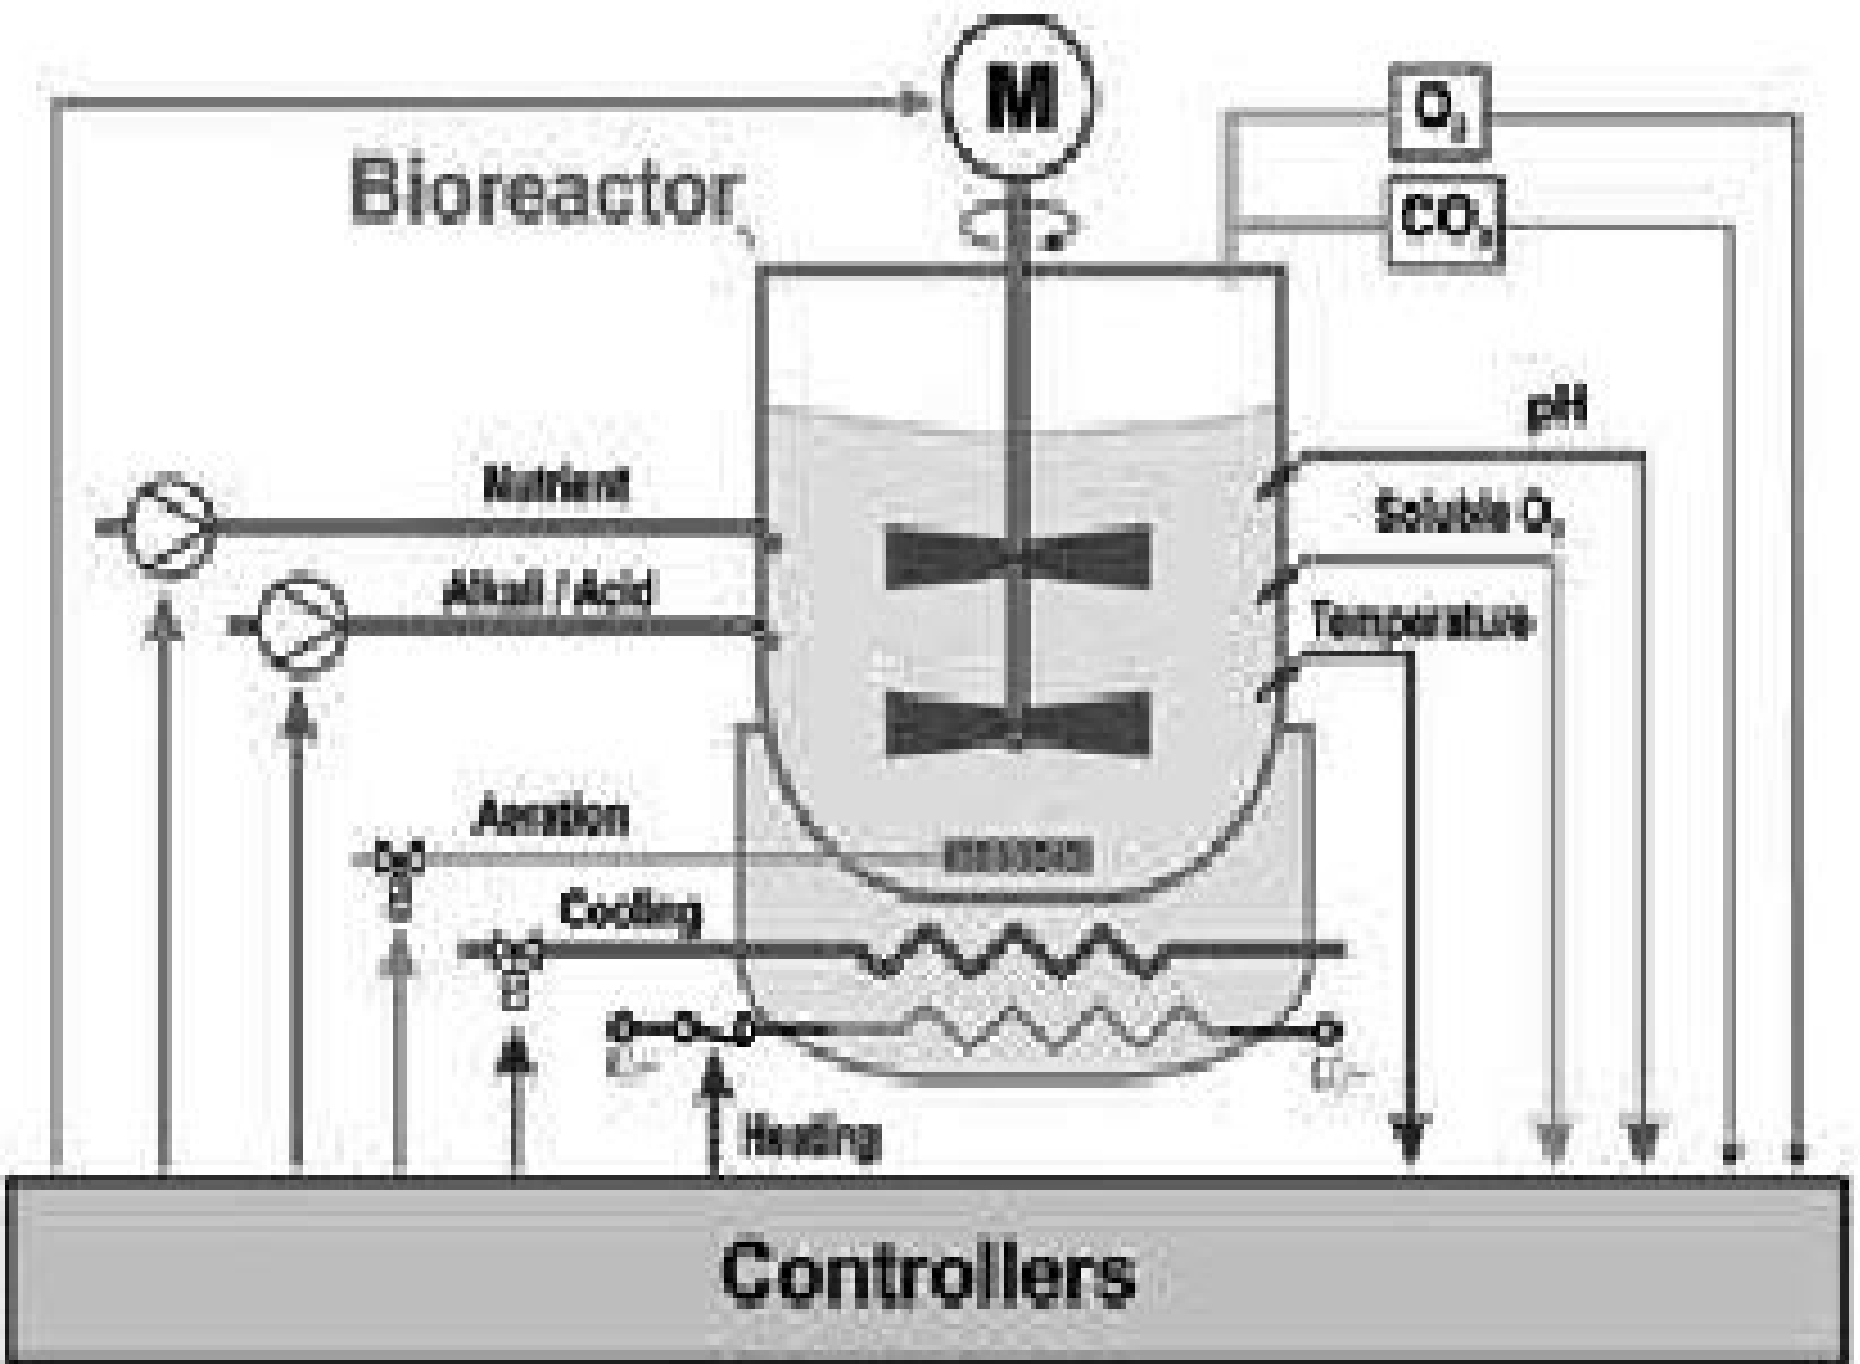 M
O₂
CO₂
Bioreactor
pH
Nutrient
Soluble O₂
Alkali / Acid
Temperature
Aeration
Cooling
Heating
Controllers